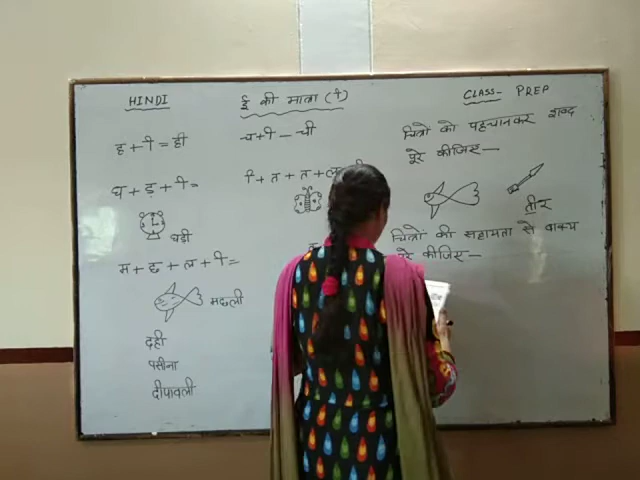 HINDI
ई की मात्रा (ी)
CLASS- PREP
ह + ी = ही
घ + ड़ + ी =
घड़ी
म + छ + ल + ी =
मछली
दही
पसीना
दीपावली
च + ी - ची
ी + त + त + ल
चित्रों को पहचानकर शब्द
पूरे कीजिए -
तीर
चित्रों की सहायता से वाक्य
पूरे कीजिए -